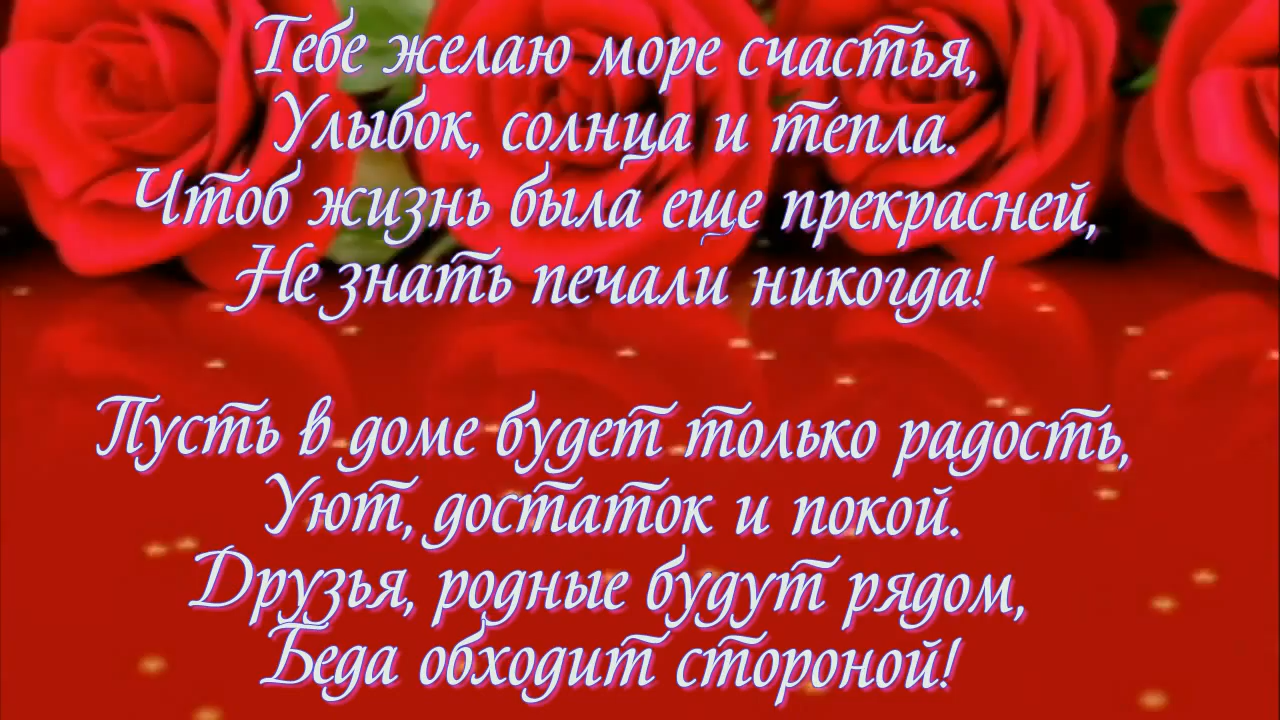 Тебе желаю море счастья,
Улыбок, солнца и тепла.
Чтоб жизнь была еще прекрасней,
Не знать печали никогда!
Пусть в доме будет только радость,
Уют, достаток и покой.
Друзья, родные будут рядом,
Беда обходит стороной!